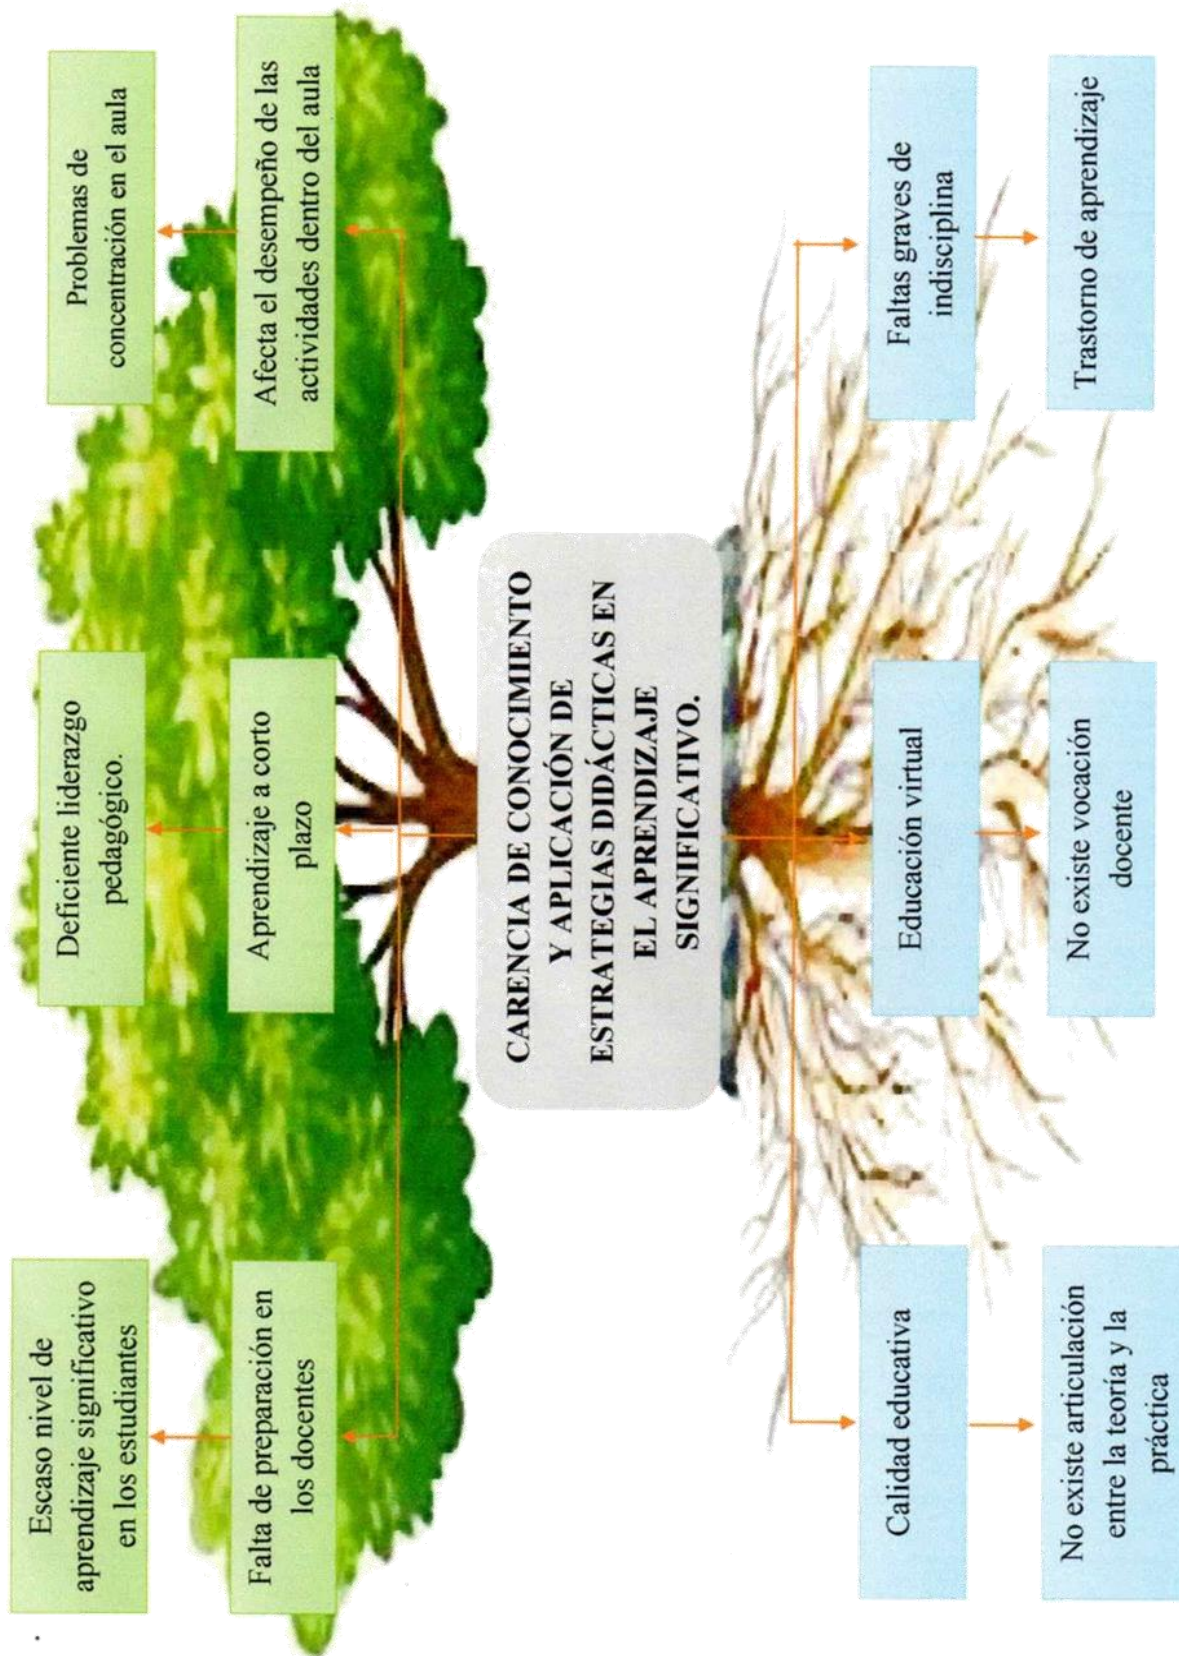 Escaso nivel de
aprendizaje significativo
en los estudiantes
Deficiente liderazgo
pedagógico.
Problemas de
concentración en el aula
Falta de preparación en
los docentes
Aprendizaje a corto
plazo
Afecta el desempeño de las
actividades dentro del aula
CARENCIA DE CONOCIMIENTO
Y APLICACIÓN DE
ESTRATEGIAS DIDÁCTICAS EN
EL APRENDIZAJE
SIGNIFICATIVO.
Calidad educativa
Educación virtual
Faltas graves de
indisciplina
No existe articulación
entre la teoría y la
práctica
No existe vocación
docente
Trastorno de aprendizaje